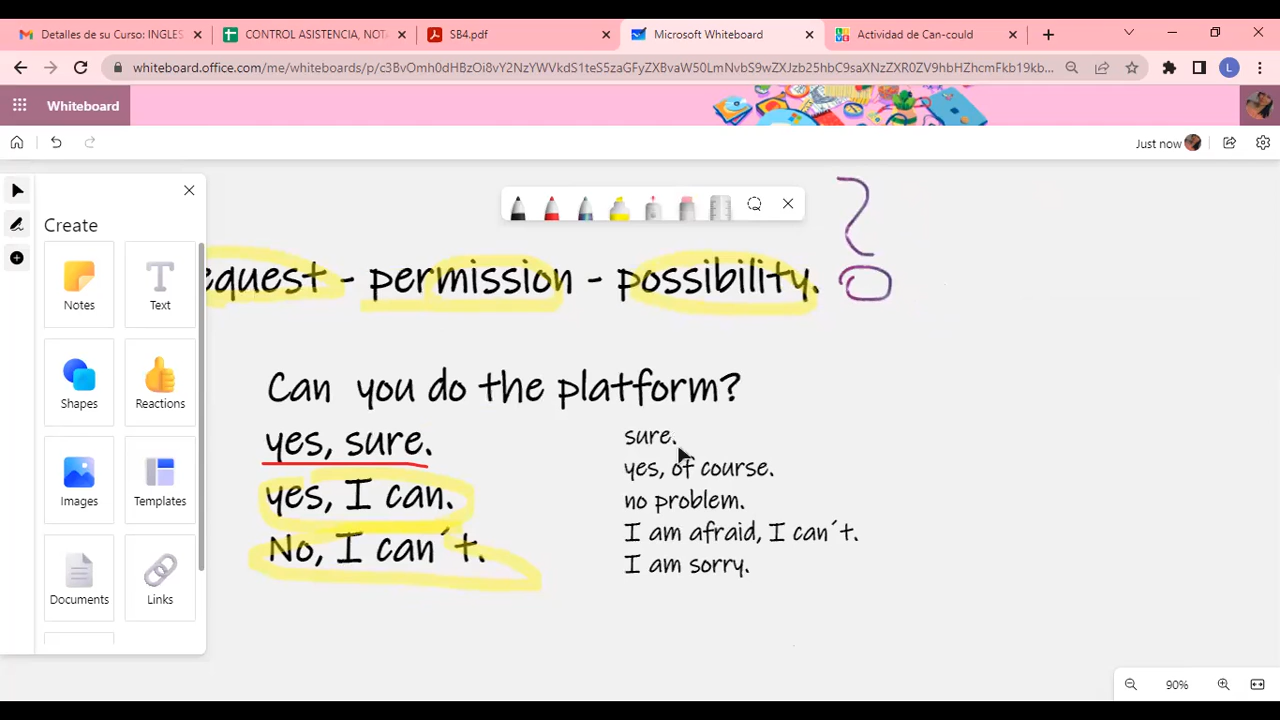 Detalles de su Curso: INGLES
CONTROL ASISTENCIA, NOTA
SB4.pdf
Microsoft Whiteboard
Actividad de Can-could
whiteboard.office.com/me/whiteboards/p/
L
Whiteboard
Just now
Create
Notes
Text
Shapes
Reactions
Images
Templates
Documents
Links
equest - permission - possibility.
Can you do the platform?
yes, sure.
yes, I can.
No, I can´t.
sure.
yes, of course.
no problem.
I am afraid, I can´t.
I am sorry.
90%